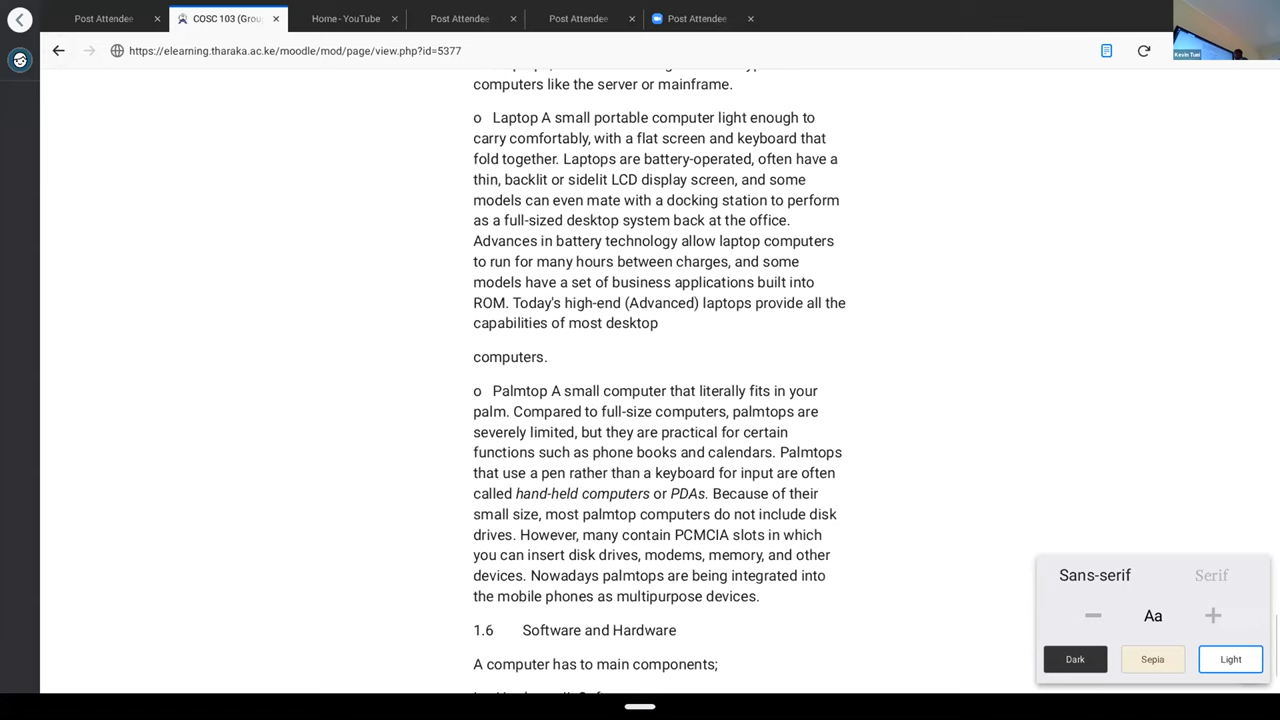 Post Attendee
COSC 103 (Grou
Home - YouTube
Post Attendee
Post Attendee
Post Attendee
https://elearning.tharaka.ac.ke/moodle/mod/page/view.php?id=5377
Kevin Tuei
computers like the server or mainframe.
o Laptop A small portable computer light enough to
carry comfortably, with a flat screen and keyboard that
fold together. Laptops are battery-operated, often have a
thin, backlit or sidelit LCD display screen, and some
models can even mate with a docking station to perform
as a full-sized desktop system back at the office.
Advances in battery technology allow laptop computers
to run for many hours between charges, and some
models have a set of business applications built into
ROM. Today's high-end (Advanced) laptops provide all the
capabilities of most desktop
computers.
o Palmtop A small computer that literally fits in your
palm. Compared to full-size computers, palmtops are
severely limited, but they are practical for certain
functions such as phone books and calendars. Palmtops
that use a pen rather than a keyboard for input are often
called hand-held computers or PDAs. Because of their
small size, most palmtop computers do not include disk
drives. However, many contain PCMCIA slots in which
you can insert disk drives, modems, memory, and other
devices. Nowadays palmtops are being integrated into
the mobile phones as multipurpose devices.
1.6 Software and Hardware
A computer has to main components;
Sans-serif Serif
Aa
Dark Sepia Light